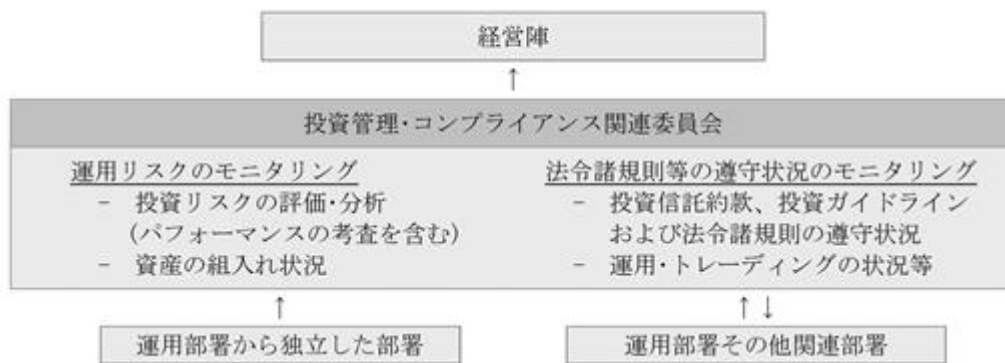 経営陣
↑
投資管理･コンプライアンス関連委員会
運用リスクのモニタリング
− 投資リスクの評価･分析
(パフォーマンスの考査を含む)
− 資産の組入れ状況
法令諸規則等の遵守状況のモニタリング
− 投資信託約款、投資ガイドライン
および法令諸規則の遵守状況
− 運用･トレーディングの状況等
↑
↑↓
運用部署から独立した部署
運用部署その他関連部署